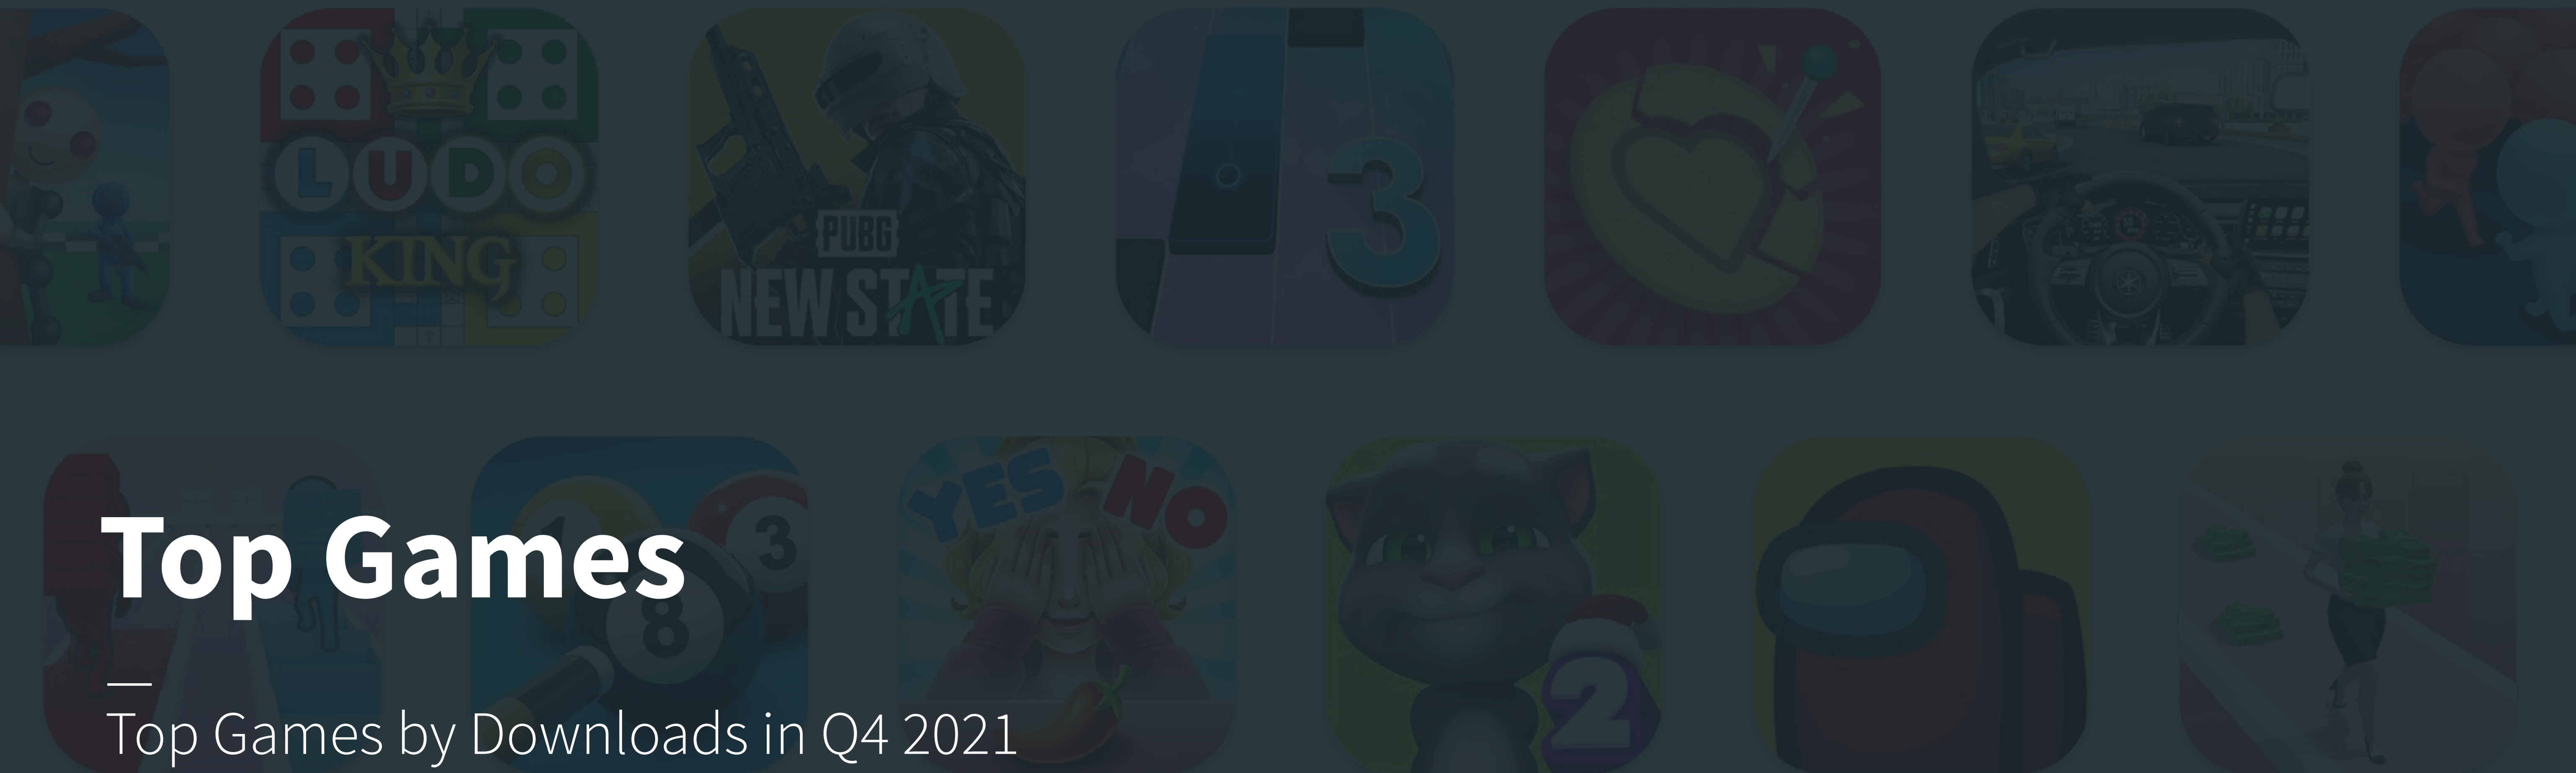 LUDO
KING
PUBG
NEW STATE
3
1
3
8
YES NO
2
Top Games
Top Games by Downloads in Q4 2021